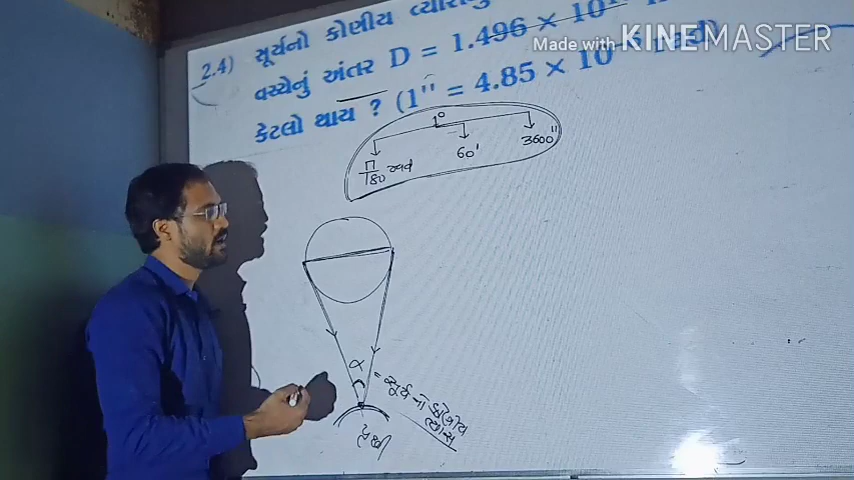 2.4) સૂર્યનો કોણીય વ્યાસનું
વચ્ચેનું અંતર D = 1.496 × 10
કેટલો થાય ? (1'' = 4.85 × 10 rad)
Made with KINEMASTER
1°
π/180 60' 3600''
α = સૂર્ય નો કોણીય
વ્યાસ
પૃથ્વી